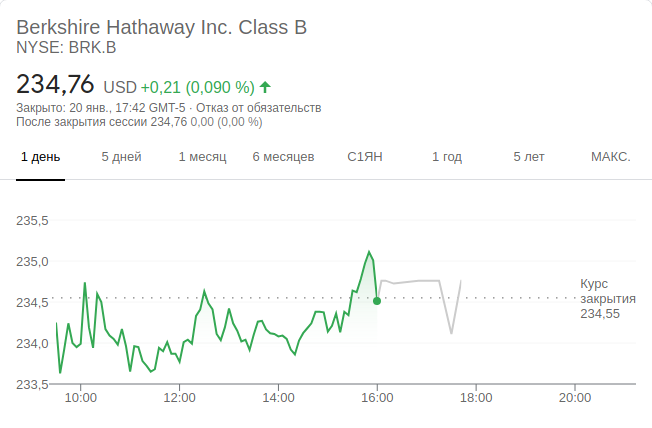 Berkshire Hathaway Inc. Class B
NYSE: BRK.B
234,76 USD +0,21 (0,090 %)
Закрыто: 20 янв., 17:42 GMT-5 · Отказ от обязательств
После закрытия сессии 234,76 0,00 (0,00 %)
1 день 5 дней 1 месяц 6 месяцев С1ЯН 1 год 5 лет МАКС.
235,5
235,0
234,5
234,0
233,5
Курс
закрытия
234,55
10:00 12:00 14:00 16:00 18:00 20:00